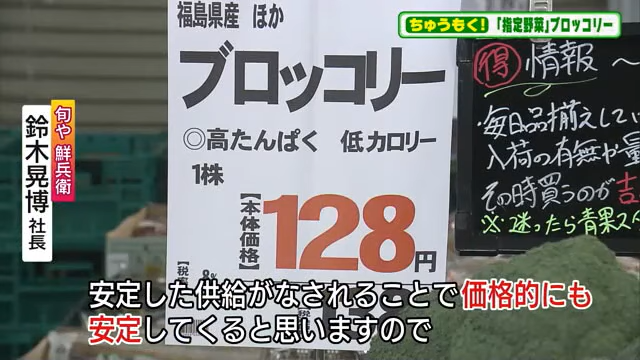 ちゅうもく! 「指定野菜」ブロッコリー
福島県産 ほか
ブロッコリー
◎高たんぱく 低カロリー
1株
【本体価格】
128円
得 情報 ～
・毎日品揃えしてい
入荷の有無や量
その時買うのが吉
※迷ったら青果ス
旬や 鮮兵衛
鈴木晃博 社長
安定した供給がなされることで価格的にも
安定してくると思いますので